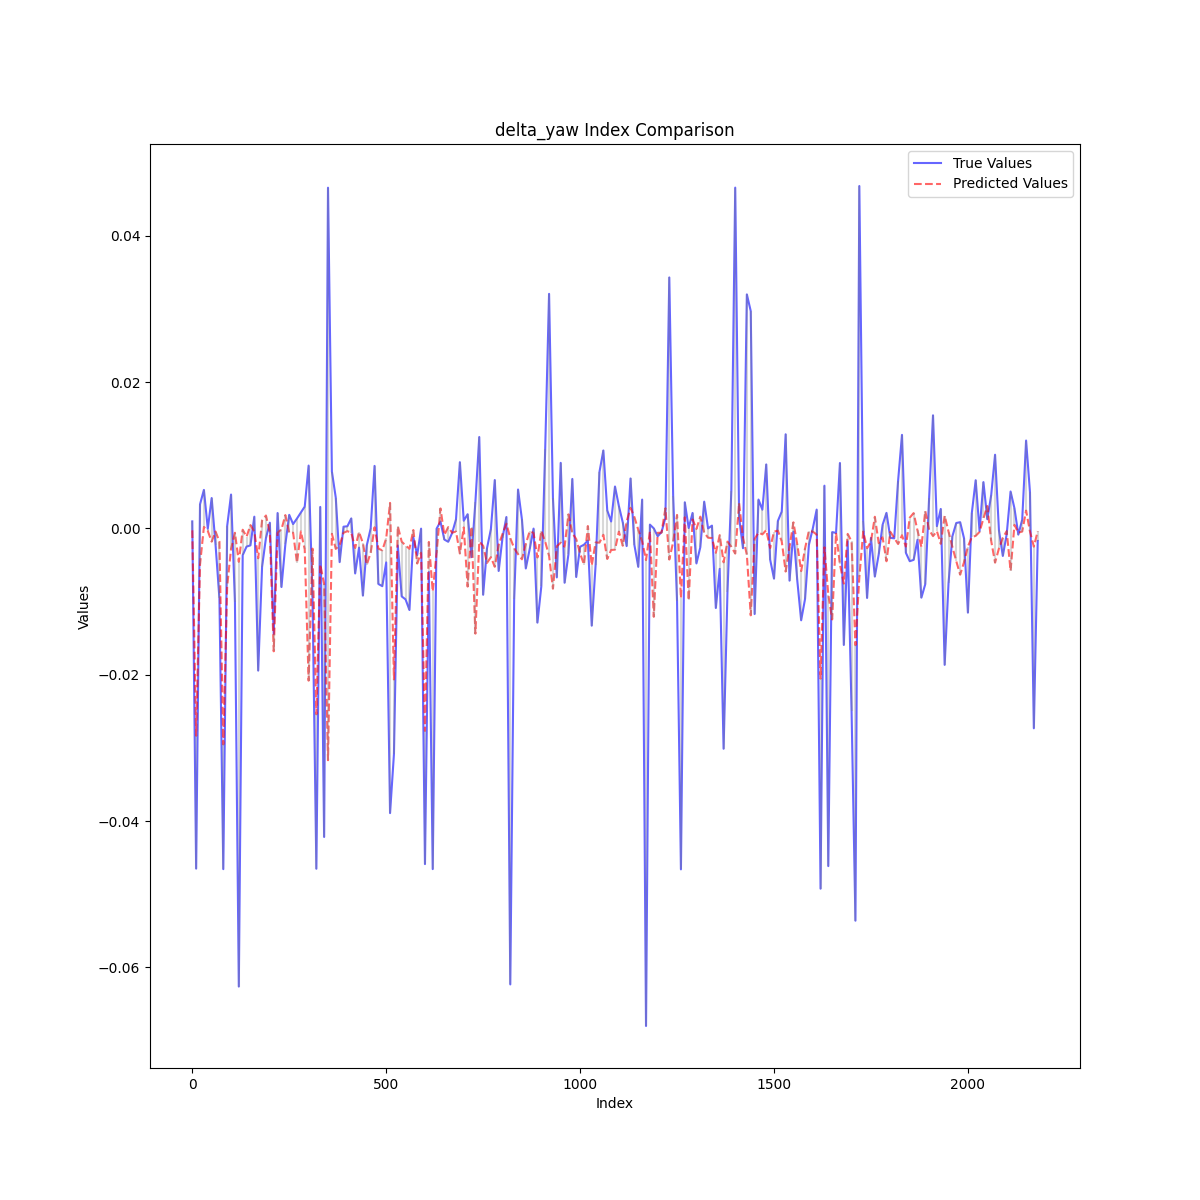 delta_yaw Index Comparison
True Values
Predicted Values
0.04
0.02
0.00
−0.02
−0.04
−0.06
Values
0
500
1000
1500
2000
Index